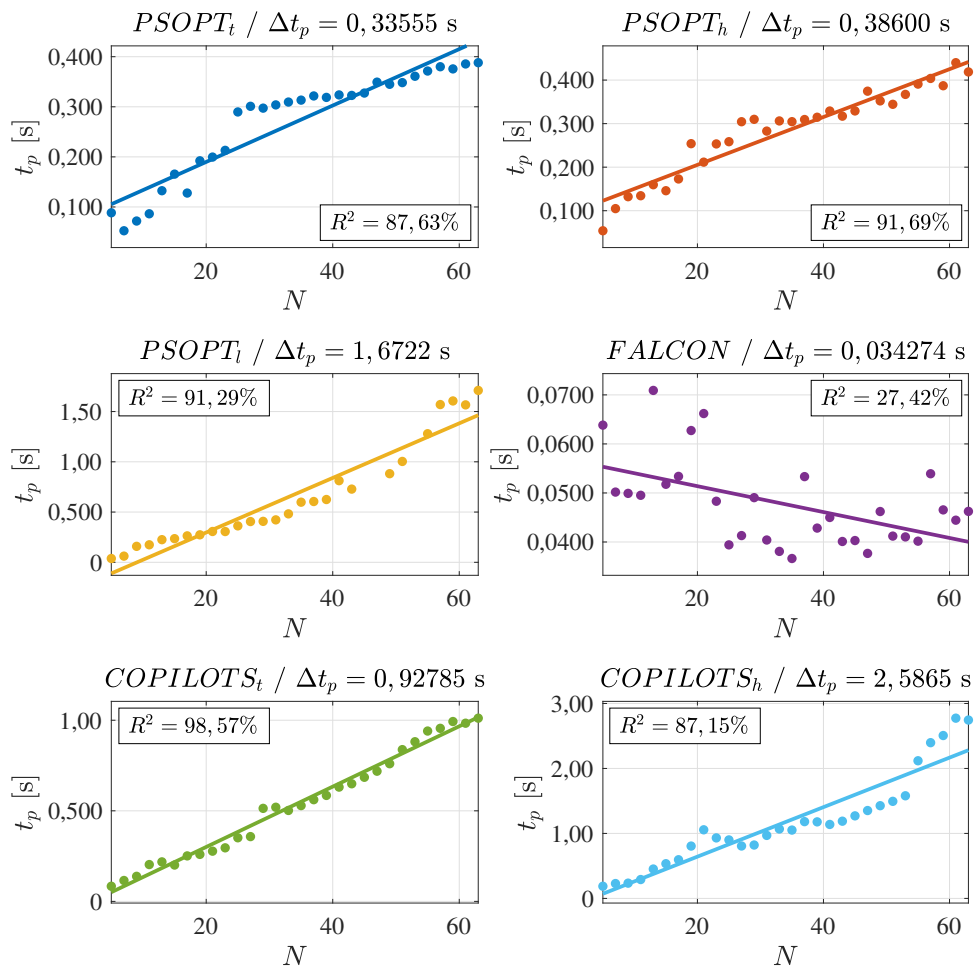 PSOPT_t / Δt_p = 0,33555 s
0,400
0,300
0,200
0,100
t_p [s]
R² = 87,63%
20 40 60
N
PSOPT_h / Δt_p = 0,38600 s
0,400
0,300
0,200
0,100
t_p [s]
R² = 91,69%
20 40 60
N
PSOPT_l / Δt_p = 1,6722 s
R² = 91,29%
1,50
1,00
0,500
0
t_p [s]
20 40 60
N
FALCON / Δt_p = 0,034274 s
R² = 27,42%
0,0700
0,0600
0,0500
0,0400
t_p [s]
20 40 60
N
COPILOTS_t / Δt_p = 0,92785 s
R² = 98,57%
1,00
0,500
0
t_p [s]
20 40 60
N
COPILOTS_h / Δt_p = 2,5865 s
R² = 87,15%
3,00
2,00
1,00
0
t_p [s]
20 40 60
N